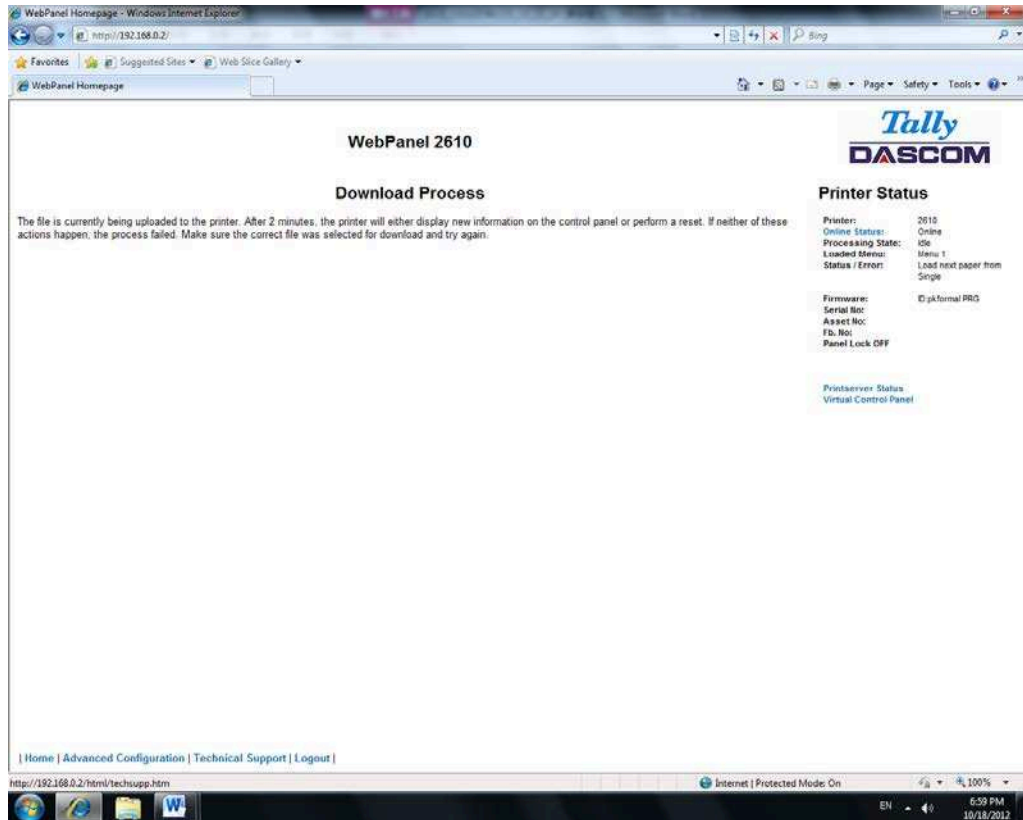 WebPanel Homepage - Windows Internet Explorer
http://192.168.0.2/
Bing
Favorites Suggested Sites Web Slice Gallery
WebPanel Homepage
Page Safety Tools
Tally
DASCOM
WebPanel 2610
Download Process
The file is currently being uploaded to the printer. After 2 minutes, the printer will either display new information on the control panel or perform a reset. If neither of these
actions happen, the process failed. Make sure the correct file was selected for download and try again.
Printer Status
Printer: 2610
Online Status: Online
Processing State: Idle
Loaded Menu: Menu 1
Status / Error: Load next paper from
Single
Firmware: pkformal PRG
Serial No:
Asset No:
Fb. No:
Panel Lock OFF
Printserver Status
Virtual Control Panel
| Home | Advanced Configuration | Technical Support | Logout |
http://192.168.0.2/html/techsupp.htm
Internet | Protected Mode: On
100%
EN
6:59 PM
10/18/2012